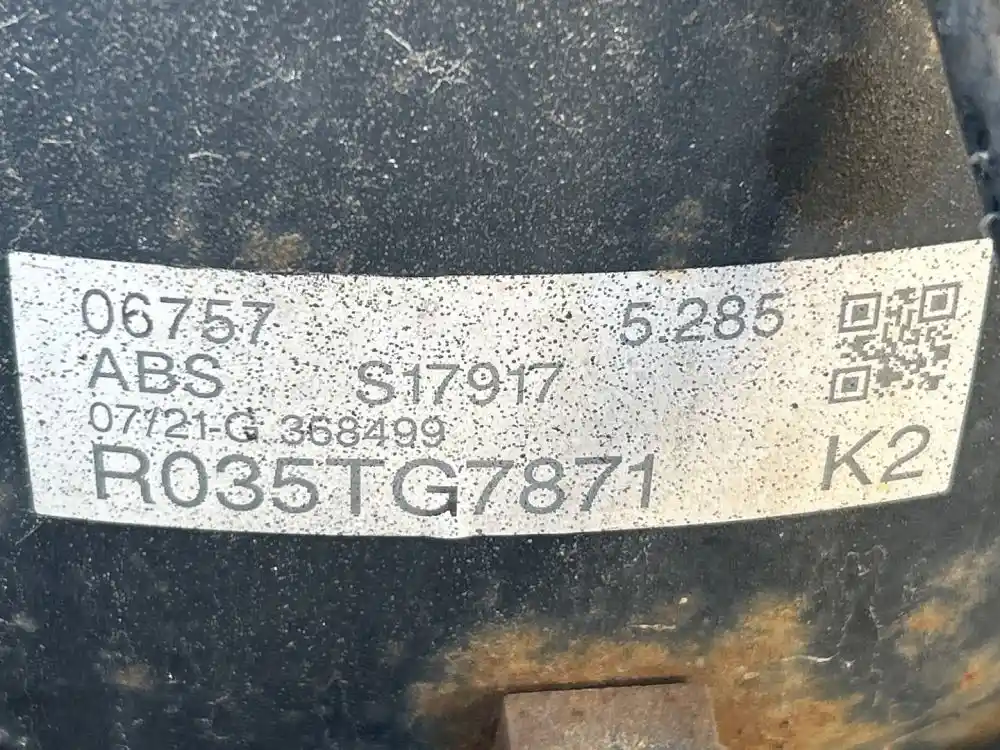 06757 5.285
ABS S17917
07/21-G 368499
R035TG7871 K2